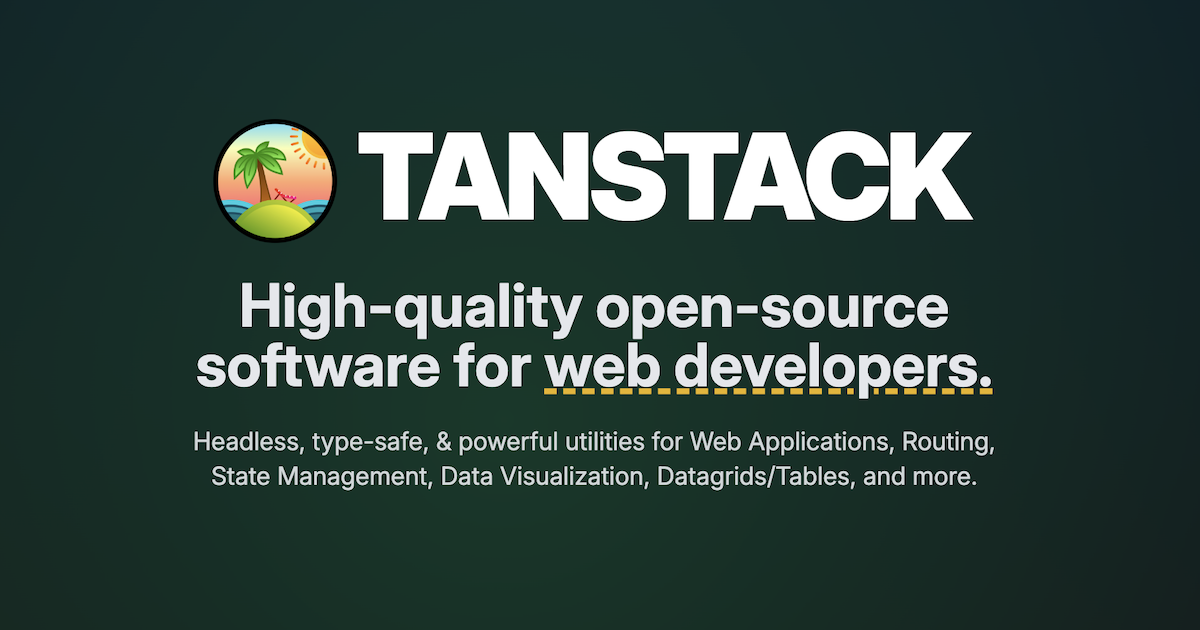 TANSTACK
High-quality open-source
software for web developers.
Headless, type-safe, & powerful utilities for Web Applications, Routing,
State Management, Data Visualization, Datagrids/Tables, and more.